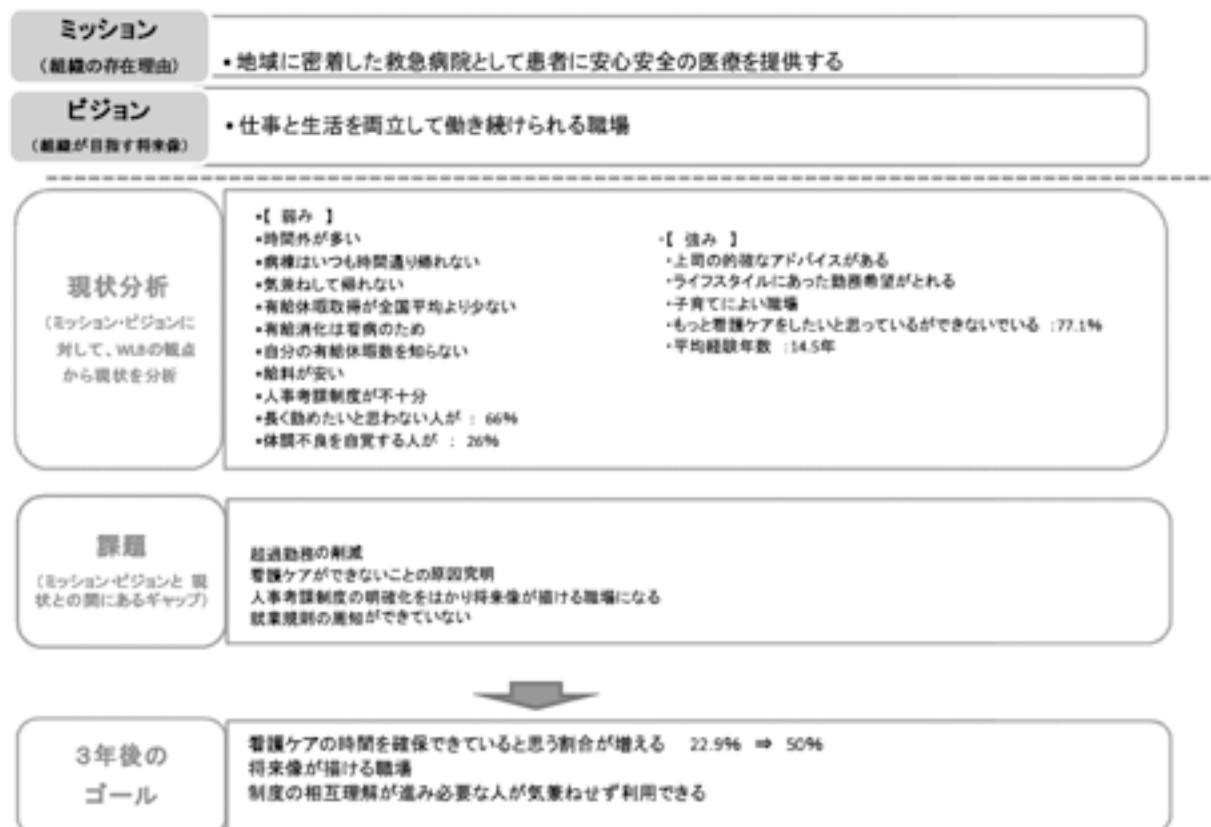 ミッション
(組織の存在理由)
•地域に密着した救急病院として患者に安心安全の医療を提供する
ビジョン
(組織が目指す将来像)
•仕事と生活を両立して働き続けられる職場
現状分析
(ミッション・ビジョンに
対して、WLBの観点
から現状を分析
•【 弱み 】
•時間外が多い
•病棟はいつも時間通り帰れない
•気兼ねして帰れない
•有給休暇取得が全国平均より少ない
•有給消化は看病のため
•自分の有給休暇数を知らない
•給料が安い
•人事考課制度が不十分
•長く勤めたいと思わない人が : 66%
•体調不良を自覚する人が : 26%
・【 強み 】
・上司の的確なアドバイスがある
・ライフスタイルにあった勤務希望がとれる
・子育てによい職場
・もっと看護ケアをしたいと思っているができないでいる :77.1%
・平均経験年数 :14.5年
課題
(ミッション・ビジョンと 現
状との間にあるギャップ)
超過勤務の削減
看護ケアができないことの原因究明
人事考課制度の明確化をはかり将来像が描ける職場になる
就業規則の周知ができていない
3年後の
ゴール
看護ケアの時間を確保できていると思う割合が増える 22.9% ⇒ 50%
将来像が描ける職場
制度の相互理解が進み必要な人が気兼ねせず利用できる